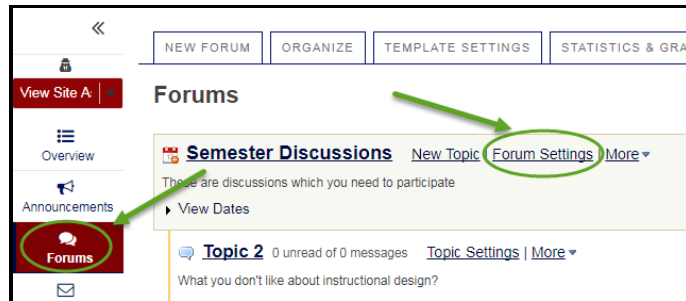 NEW FORUM
ORGANIZE
TEMPLATE SETTINGS
STATISTICS & GRA
View Site A:
Forums
Overview
Semester Discussions New Topic | Forum Settings | More
These are discussions which you need to participate
Announcements
View Dates
Forums
Topic 2 0 unread of 0 messages Topic Settings | More
What you don't like about instructional design?